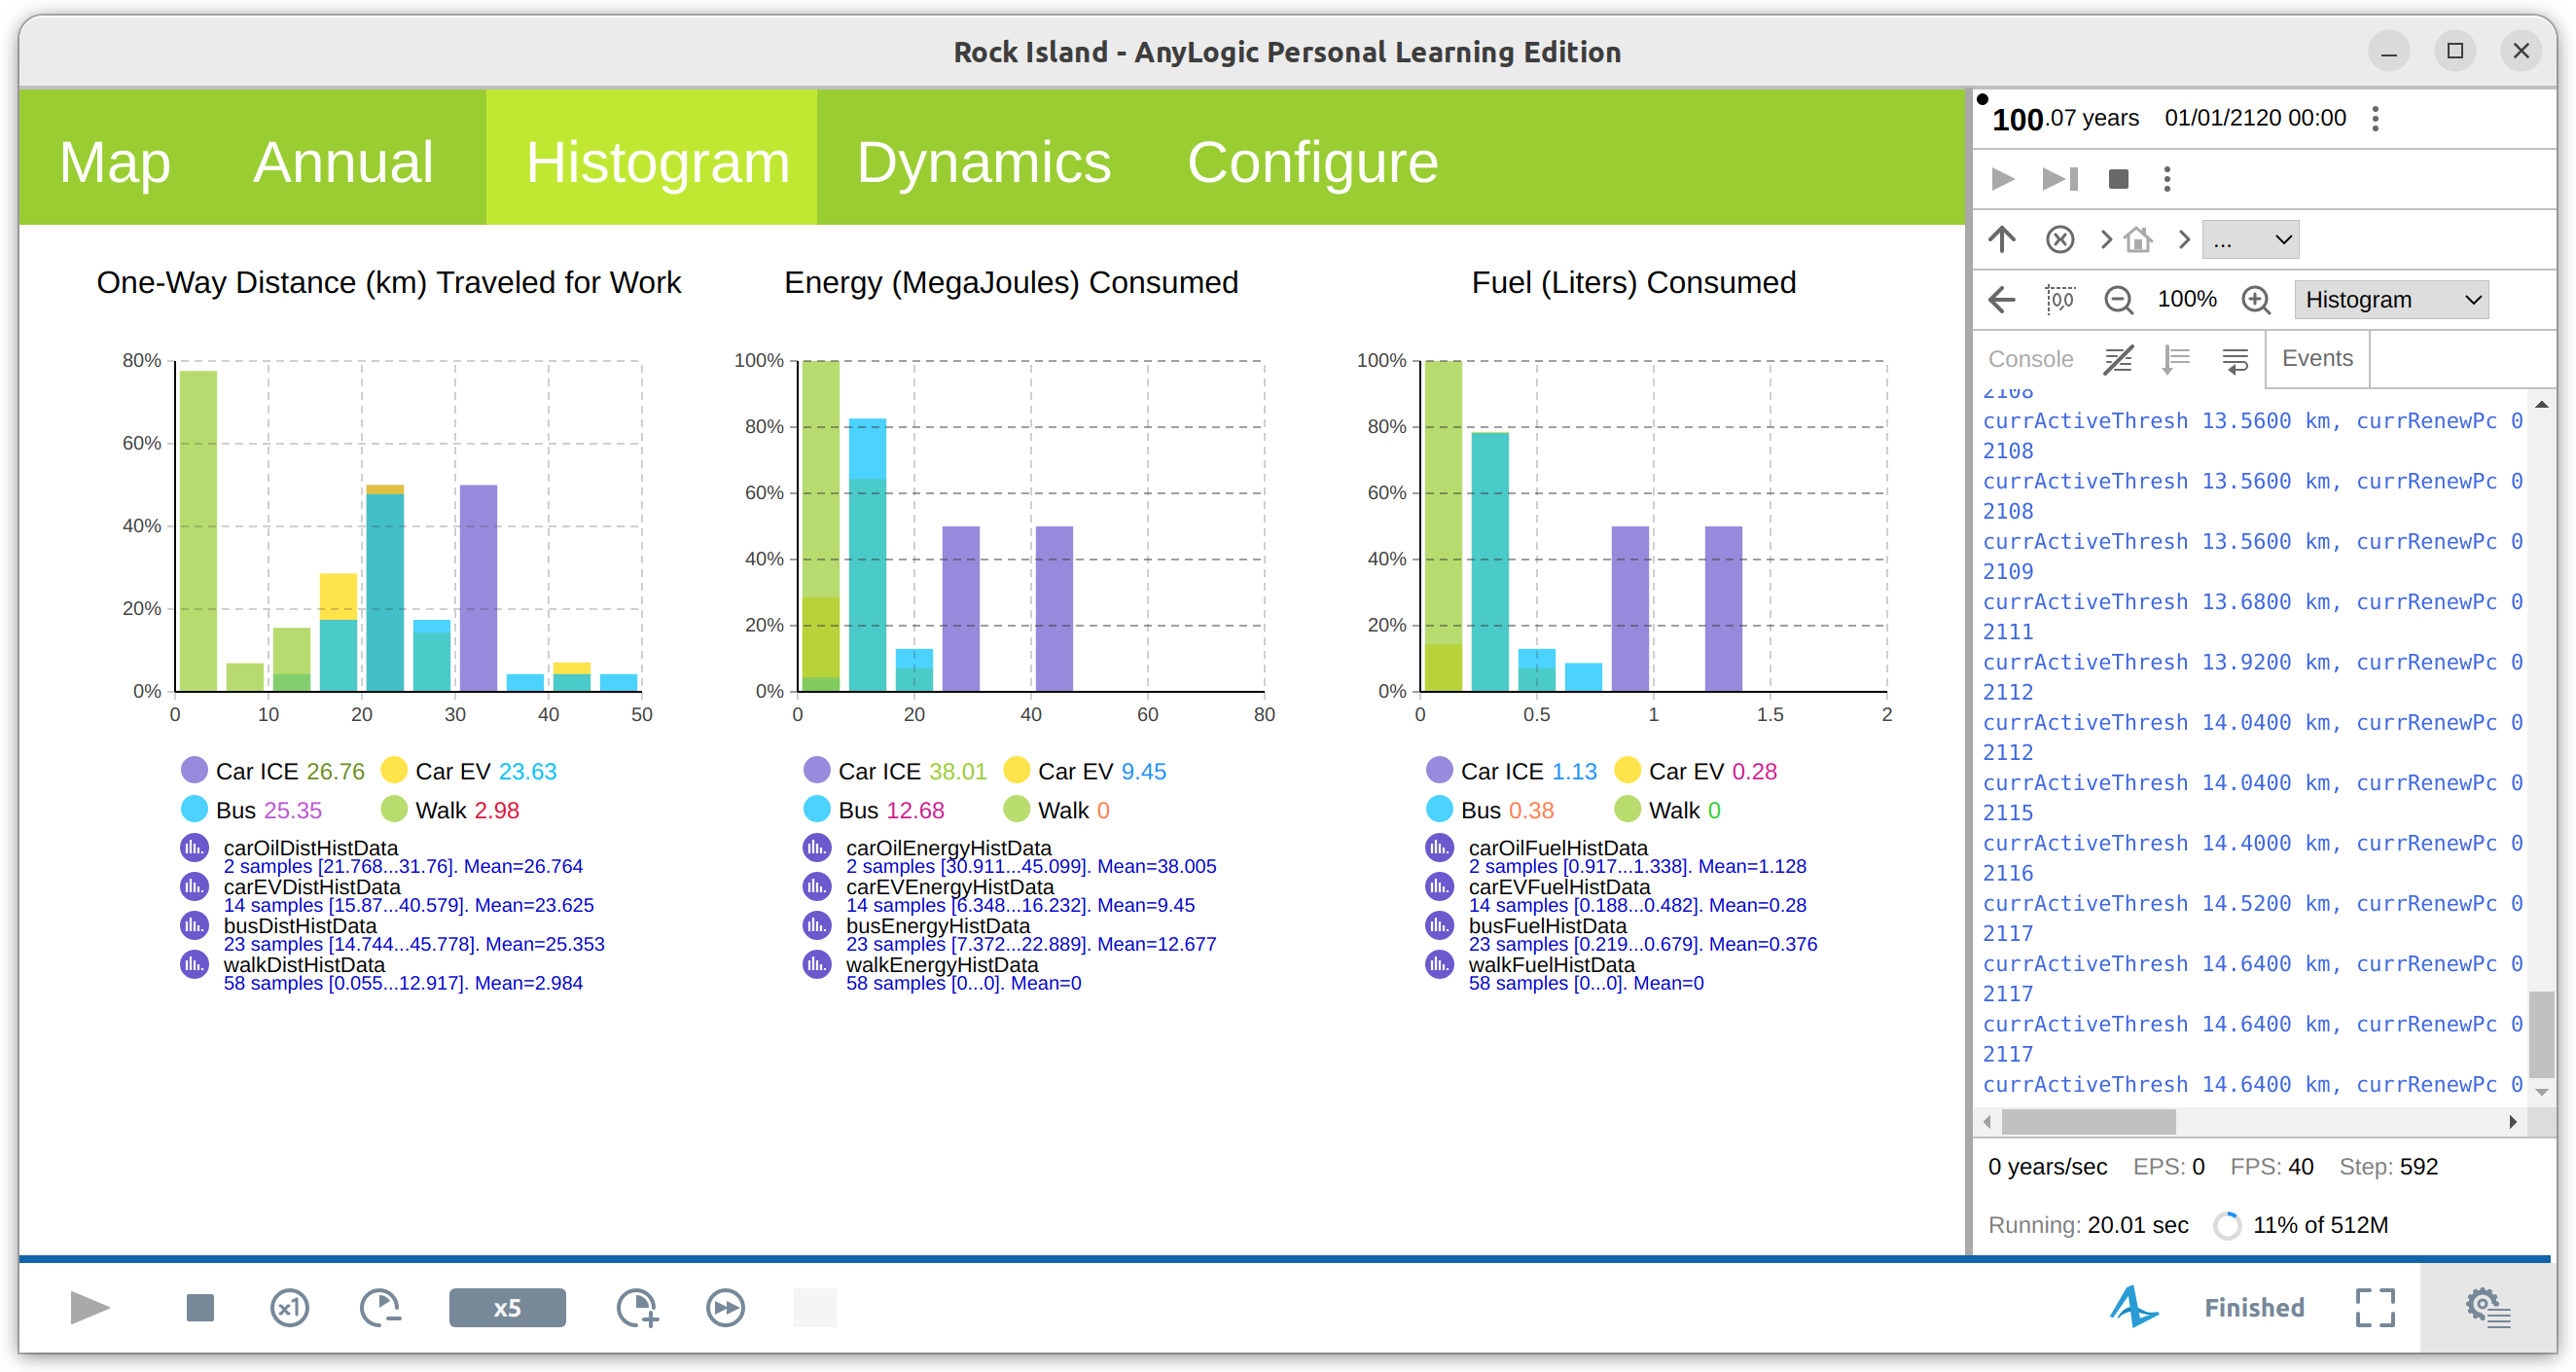 Rock Island - AnyLogic Personal Learning Edition
Map Annual Histogram Dynamics Configure
One-Way Distance (km) Traveled for Work
80%
60%
40%
20%
0%
0 10 20 30 40 50
Car ICE 26.76 Car EV 23.63
Bus 25.35 Walk 2.98
carOilDistHistData
2 samples [21.768...31.76]. Mean=26.764
carEVDistHistData
14 samples [15.87...40.579]. Mean=23.625
busDistHistData
23 samples [14.744...45.778]. Mean=25.353
walkDistHistData
58 samples [0.055...12.917]. Mean=2.984
Energy (MegaJoules) Consumed
100%
80%
60%
40%
20%
0%
0 20 40 60 80
Car ICE 38.01 Car EV 9.45
Bus 12.68 Walk 0
carOilEnergyHistData
2 samples [30.911...45.099]. Mean=38.005
carEVEnergyHistData
14 samples [6.348...16.232]. Mean=9.45
busEnergyHistData
23 samples [7.372...22.889]. Mean=12.677
walkEnergyHistData
58 samples [0...0]. Mean=0
Fuel (Liters) Consumed
100%
80%
60%
40%
20%
0%
0 0.5 1 1.5 2
Car ICE 1.13 Car EV 0.28
Bus 0.38 Walk 0
carOilFuelHistData
2 samples [0.917...1.338]. Mean=1.128
carEVFuelHistData
14 samples [0.188...0.482]. Mean=0.28
busFuelHistData
23 samples [0.219...0.679]. Mean=0.376
walkFuelHistData
58 samples [0...0]. Mean=0
100.07 years 01/01/2120 00:00
...
100% Histogram
Console Events
2108
currActiveThresh 13.5600 km, currRenewPc 0
2108
currActiveThresh 13.5600 km, currRenewPc 0
2108
currActiveThresh 13.5600 km, currRenewPc 0
2109
currActiveThresh 13.6800 km, currRenewPc 0
2111
currActiveThresh 13.9200 km, currRenewPc 0
2112
currActiveThresh 14.0400 km, currRenewPc 0
2112
currActiveThresh 14.0400 km, currRenewPc 0
2115
currActiveThresh 14.4000 km, currRenewPc 0
2116
currActiveThresh 14.5200 km, currRenewPc 0
2117
currActiveThresh 14.6400 km, currRenewPc 0
2117
currActiveThresh 14.6400 km, currRenewPc 0
2117
currActiveThresh 14.6400 km, currRenewPc 0
0 years/sec EPS: 0 FPS: 40 Step: 592
Running: 20.01 sec 11% of 512M
x1 x5 Finished